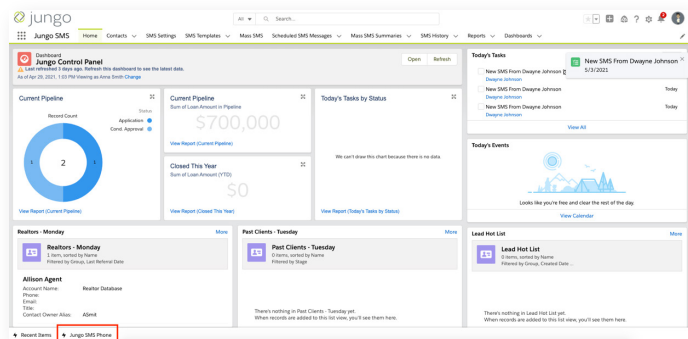 jungo
All
Search...
Jungo SMS Home Contacts SMS Settings SMS Templates Mass SMS Scheduled SMS Messages Mass SMS Summaries SMS History Reports Dashboards
Dashboard
Jungo Control Panel
Last refreshed 3 days ago. Refresh this dashboard to see the latest data.
As of Apr 29, 2021, 1:03 PM Viewing as Anna Smith Change
Open Refresh
Current Pipeline
Record Count
Status
Application
Cond. Approval
1
2
1
View Report (Current Pipeline)
Current Pipeline
Sum of Loan Amount in Pipeline
$700,000
View Report (Current Pipeline)
Closed This Year
Sum of Loan Amount (YTD)
$0
View Report (Closed This Year)
Today's Tasks by Status
We can't draw this chart because there is no data.
View Report (Today's Tasks by Status)
Today's Tasks
New SMS From Dwayne Johnson
5/3/2021
New SMS From Dwayne Johnson
Dwayne Johnson
New SMS From Dwayne Johnson Today
Dwayne Johnson
New SMS From Dwayne Johnson Today
Dwayne Johnson
View All
Today's Events
Looks like you're free and clear the rest of the day.
View Calendar
Realtors - Monday More
Realtors - Monday
1 item, sorted by Name
Filtered by Group, Last Referral Date
Allison Agent
Account Name: Realtor Database
Phone:
Email:
Title:
Contact Owner Alias: ASmit
Past Clients - Tuesday More
Past Clients - Tuesday
0 items, sorted by Name
Filtered by Stage
There's nothing in Past Clients - Tuesday yet.
When records are added to this list view, you'll see them here.
Lead Hot List More
Lead Hot List
0 items, sorted by Name
Filtered by Group, Created Date...
There's nothing in Lead Hot List yet.
When records are added to this list view, you'll see them here.
Recent Items Jungo SMS Phone